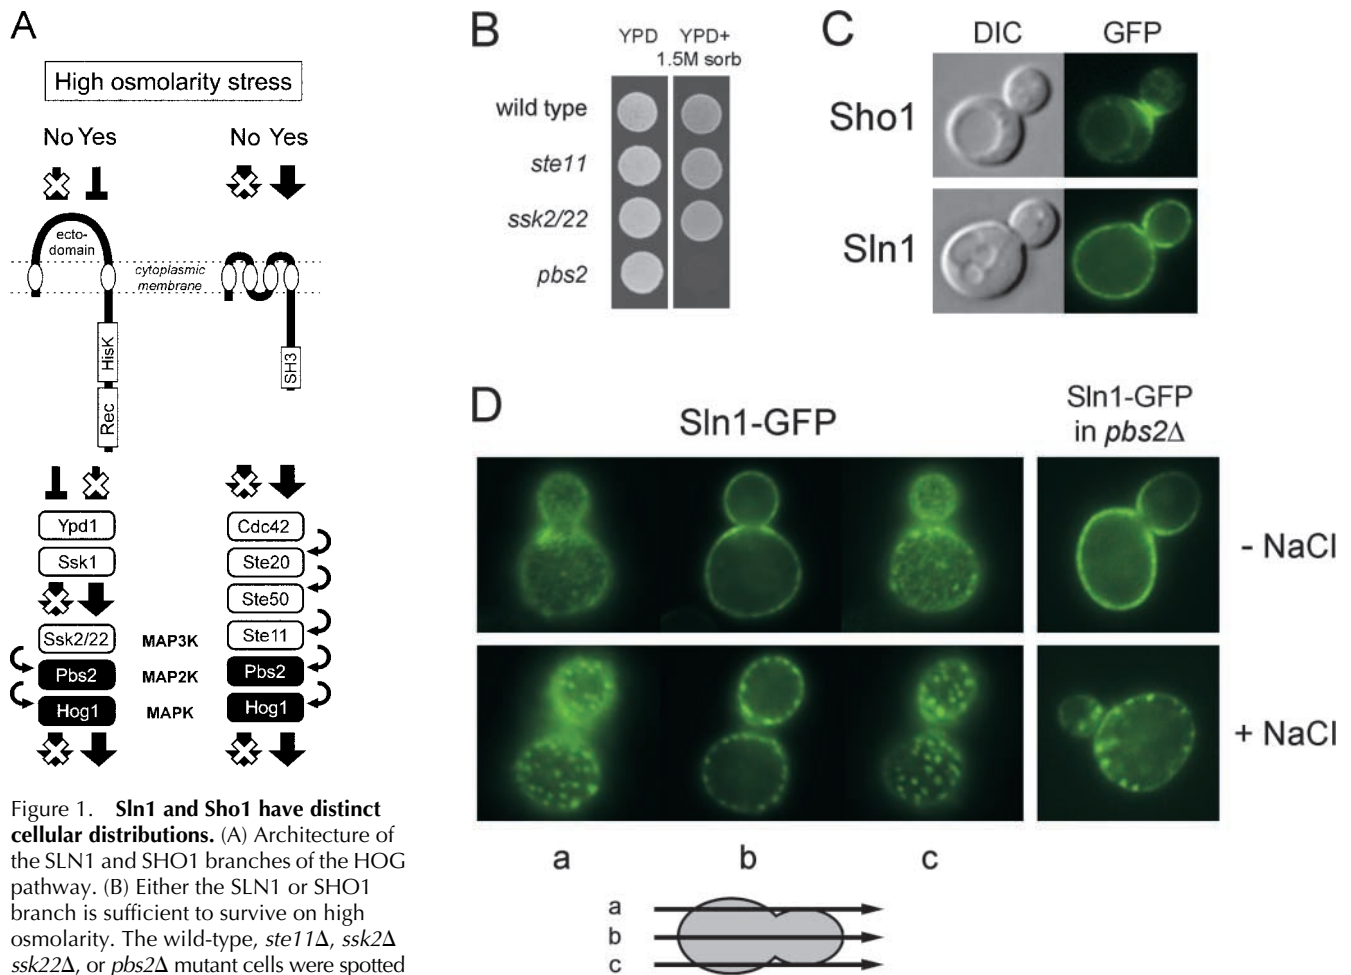 A
High osmolarity stress
No Yes
No Yes
ecto-
domain
cytoplasmic
membrane
HisK
Rec
SH3
Ypd1
Ssk1
Ssk2/22
Pbs2
Hog1
MAP3K
MAP2K
MAPK
Cdc42
Ste20
Ste50
Ste11
Pbs2
Hog1
Figure 1. Sln1 and Sho1 have distinct
cellular distributions. (A) Architecture of
the SLN1 and SHO1 branches of the HOG
pathway. (B) Either the SLN1 or SHO1
branch is sufficient to survive on high
osmolarity. The wild-type, ste11Δ, ssk2Δ
ssk22Δ, or pbs2Δ mutant cells were spotted
B
YPD
YPD+
1.5M sorb
wild type
ste11
ssk2/22
pbs2
C
DIC
GFP
Sho1
Sln1
D
Sln1-GFP
Sln1-GFP
in pbs2Δ
- NaCl
+ NaCl
a
b
c
a
b
c